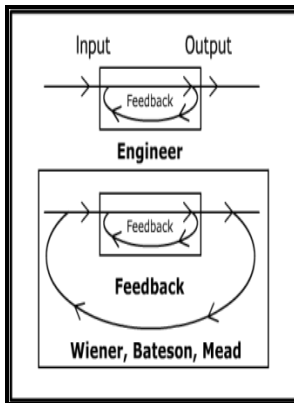 Input Output
Feedback
Engineer
Feedback
Feedback
Wiener, Bateson, Mead